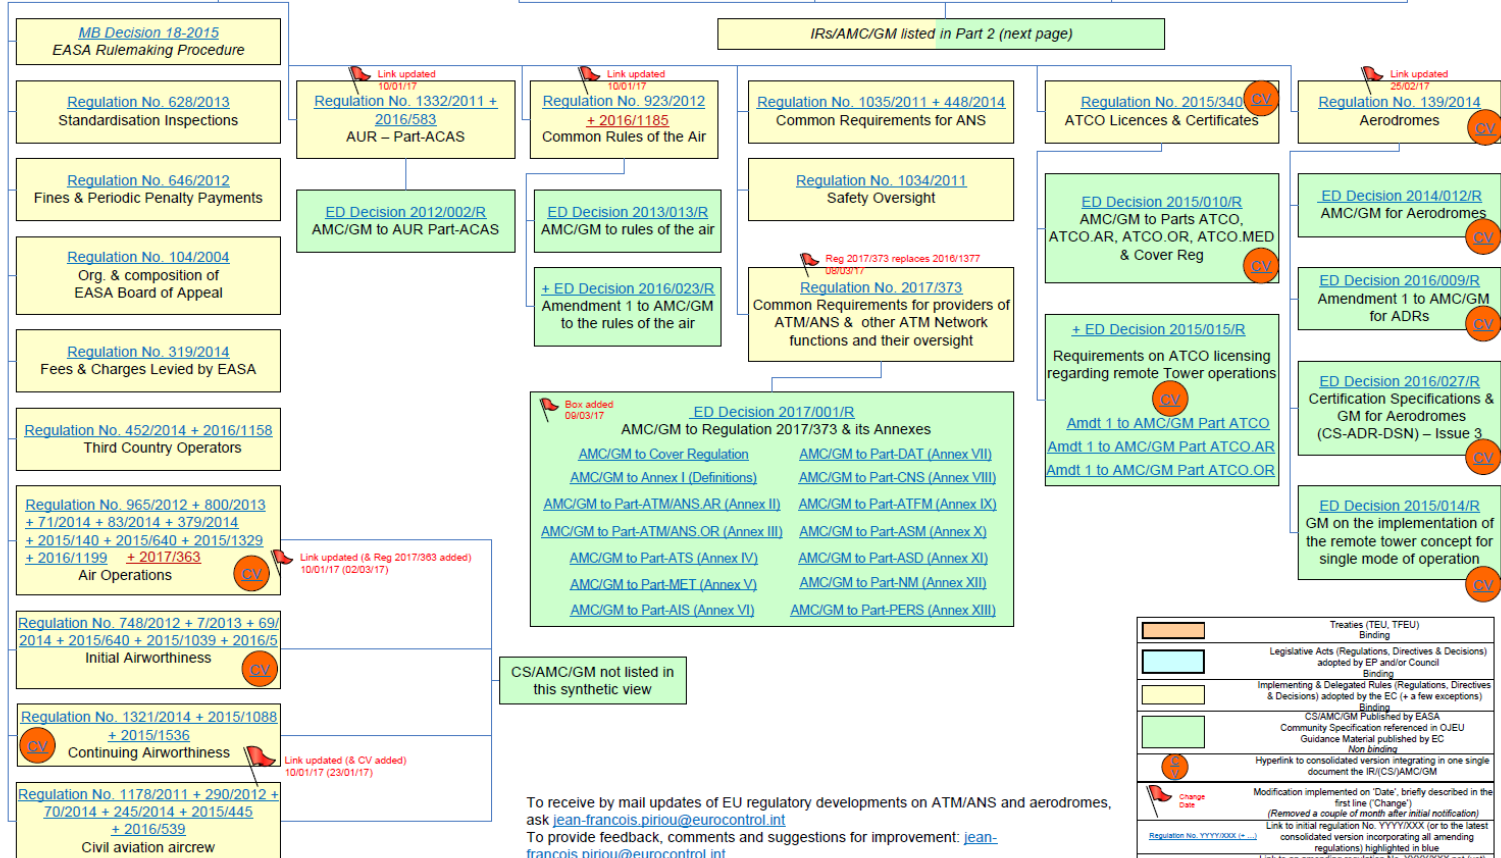 MB Decision 18-2015
EASA Rulemaking Procedure
IRs/AMC/GM listed in Part 2 (next page)
Regulation No. 628/2013
Standardisation Inspections
Regulation No. 646/2012
Fines & Periodic Penalty Payments
Regulation No. 104/2004
Org. & composition of
EASA Board of Appeal
Regulation No. 319/2014
Fees & Charges Levied by EASA
Regulation No. 452/2014 + 2016/1158
Third Country Operators
Regulation No. 965/2012 + 800/2013
+ 71/2014 + 83/2014 + 379/2014
+ 2015/140 + 2015/640 + 2015/1329
+ 2016/1199 + 2017/363
Air Operations
CV
Link updated (& Reg 2017/363 added)
10/01/17 (02/03/17)
Regulation No. 748/2012 + 7/2013 + 69/
2014 + 2015/640 + 2015/1039 + 2016/5
Initial Airworthiness
CV
Regulation No. 1321/2014 + 2015/1088
+ 2015/1536
Continuing Airworthiness
CV
Link updated (& CV added)
10/01/17 (23/01/17)
Regulation No. 1178/2011 + 290/2012 +
70/2014 + 245/2014 + 2015/445
+ 2016/539
Civil aviation aircrew
Link updated
10/01/17
Regulation No. 1332/2011 +
2016/583
AUR – Part-ACAS
ED Decision 2012/002/R
AMC/GM to AUR Part-ACAS
Link updated
10/01/17
Regulation No. 923/2012
+ 2016/1185
Common Rules of the Air
ED Decision 2013/013/R
AMC/GM to rules of the air
+ ED Decision 2016/023/R
Amendment 1 to AMC/GM
to the rules of the air
Regulation No. 1035/2011 + 448/2014
Common Requirements for ANS
Regulation No. 1034/2011
Safety Oversight
Reg 2017/373 replaces 2016/1377
08/03/17
Regulation No. 2017/373
Common Requirements for providers of
ATM/ANS & other ATM Network
functions and their oversight
Box added
09/03/17
ED Decision 2017/001/R
AMC/GM to Regulation 2017/373 & its Annexes
AMC/GM to Cover Regulation
AMC/GM to Annex I (Definitions)
AMC/GM to Part-ATM/ANS.AR (Annex II)
AMC/GM to Part-ATM/ANS.OR (Annex III)
AMC/GM to Part-ATS (Annex IV)
AMC/GM to Part-MET (Annex V)
AMC/GM to Part-AIS (Annex VI)
AMC/GM to Part-DAT (Annex VII)
AMC/GM to Part-CNS (Annex VIII)
AMC/GM to Part-ATFM (Annex IX)
AMC/GM to Part-ASM (Annex X)
AMC/GM to Part-ASD (Annex XI)
AMC/GM to Part-NM (Annex XII)
AMC/GM to Part-PERS (Annex XIII)
CS/AMC/GM not listed in
this synthetic view
Regulation No. 2015/340
ATCO Licences & Certificates
CV
ED Decision 2015/010/R
AMC/GM to Parts ATCO,
ATCO.AR, ATCO.OR, ATCO.MED
& Cover Reg
CV
+ ED Decision 2015/015/R
Requirements on ATCO licensing
regarding remote Tower operations
CV
Amdt 1 to AMC/GM Part ATCO
Amdt 1 to AMC/GM Part ATCO.AR
Amdt 1 to AMC/GM Part ATCO.OR
Link updated
25/02/17
Regulation No. 139/2014
Aerodromes
CV
ED Decision 2014/012/R
AMC/GM for Aerodromes
CV
ED Decision 2016/009/R
Amendment 1 to AMC/GM
for ADRs
CV
ED Decision 2016/027/R
Certification Specifications &
GM for Aerodromes
(CS-ADR-DSN) – Issue 3
CV
ED Decision 2015/014/R
GM on the implementation of
the remote tower concept for
single mode of operation
CV
Treaties (TEU, TFEU)
Binding
Legislative Acts (Regulations, Directives & Decisions)
adopted by EP and/or Council
Binding
Implementing & Delegated Rules (Regulations, Directives
& Decisions) adopted by the EC (+ a few exceptions)
Binding
CS/AMC/GM Published by EASA
Community Specification referenced in OJEU
Guidance Material published by EC
Non binding
Hyperlink to consolidated version integrating in one single
document the IR/(CS/)AMC/GM
Change
Date
Modification implemented on 'Date', briefly described in the
first line ('Change')
(Removed a couple of month after initial notification)
Regulation No. YYYY/XXX (+ ...)
Link to initial regulation No. YYYY/XXX (or to the latest
consolidated version incorporating all amending
regulations) highlighted in blue
To receive by mail updates of EU regulatory developments on ATM/ANS and aerodromes,
ask jean-francois.piriou@eurocontrol.int
To provide feedback, comments and suggestions for improvement: jean-
francois.piriou@eurocontrol.int